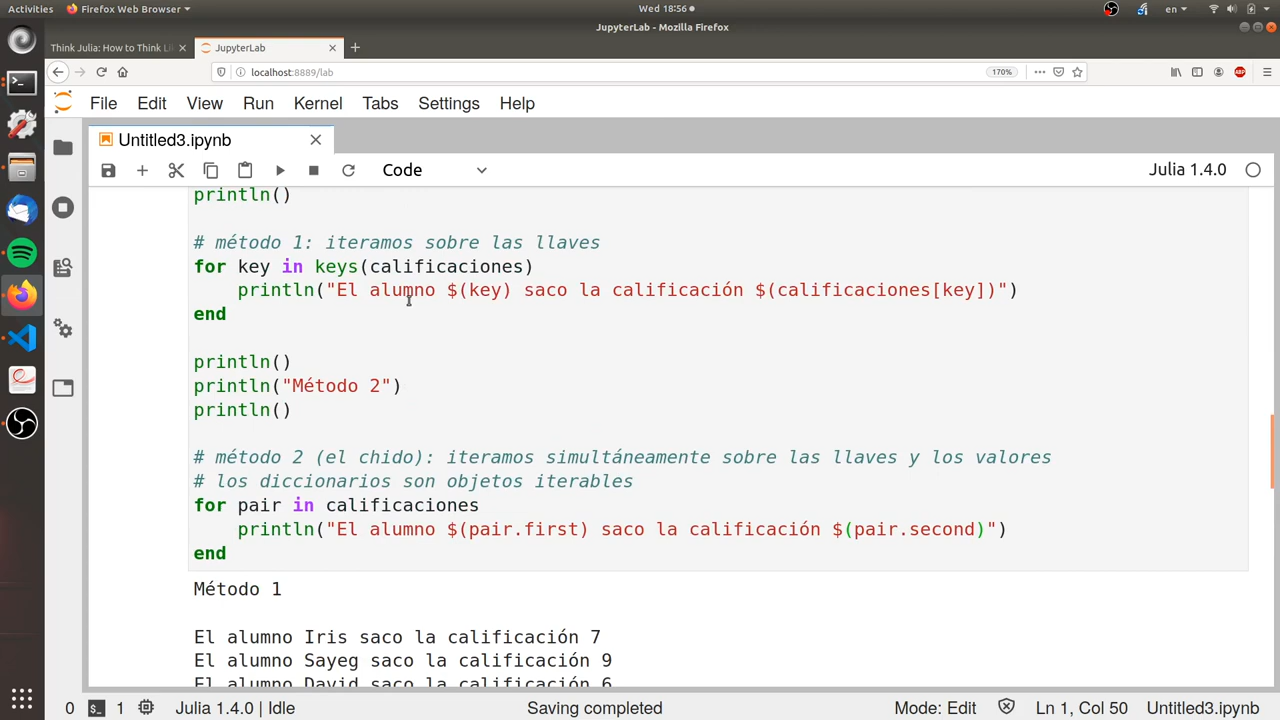 Activities Firefox Web Browser Wed 18:56 en
JupyterLab - Mozilla Firefox
Think Julia: How to Think Li JupyterLab
localhost:8889/lab 170% ABP
File Edit View Run Kernel Tabs Settings Help
Untitled3.ipynb
Code Julia 1.4.0
println()
# método 1: iteramos sobre las llaves
for key in keys(calificaciones)
println("El alumno $(key) saco la calificación $(calificaciones[key])")
end
println()
println("Método 2")
println()
# método 2 (el chido): iteramos simultáneamente sobre las llaves y los valores
# los diccionarios son objetos iterables
for pair in calificaciones
println("El alumno $(pair.first) saco la calificación $(pair.second)")
end
Método 1
El alumno Iris saco la calificación 7
El alumno Sayeg saco la calificación 9
El alumno David saco la calificación 6
0 1 Julia 1.4.0 | Idle Saving completed Mode: Edit Ln 1, Col 50 Untitled3.ipynb